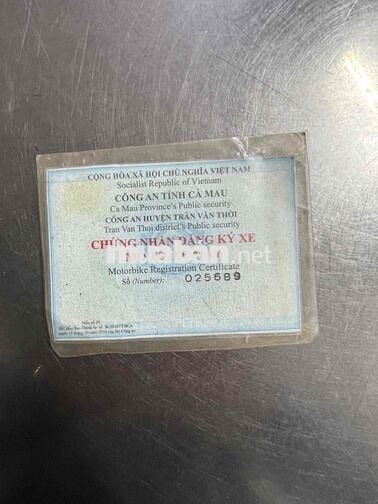 CỘNG HÒA XÃ HỘI CHỦ NGHĨA VIỆT NAM
Socialist Republic of Vietnam
CÔNG AN TỈNH CÀ MAU
Ca Mau Province's Public security
CÔNG AN HUYỆN TRẦN VĂN THỜI
Tran Van Thoi district's Public security
CHỨNG NHẬN ĐĂNG KÝ XE
Motorbike Registration Certificate
Số (Number): 025689